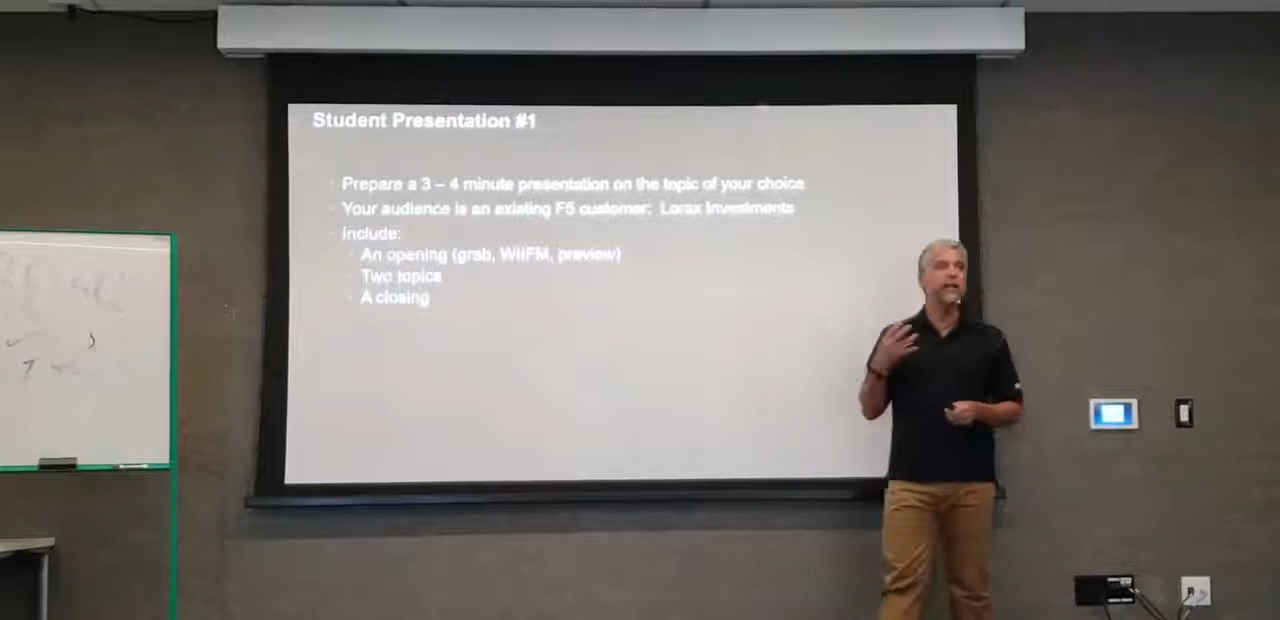 Student Presentation #1
Prepare a 3 – 4 minute presentation on the topic of your choice
Your audience is an existing F5 customer: Lorax Investments
Include:
An opening (grab, WIIFM, preview)
Two topics
A closing